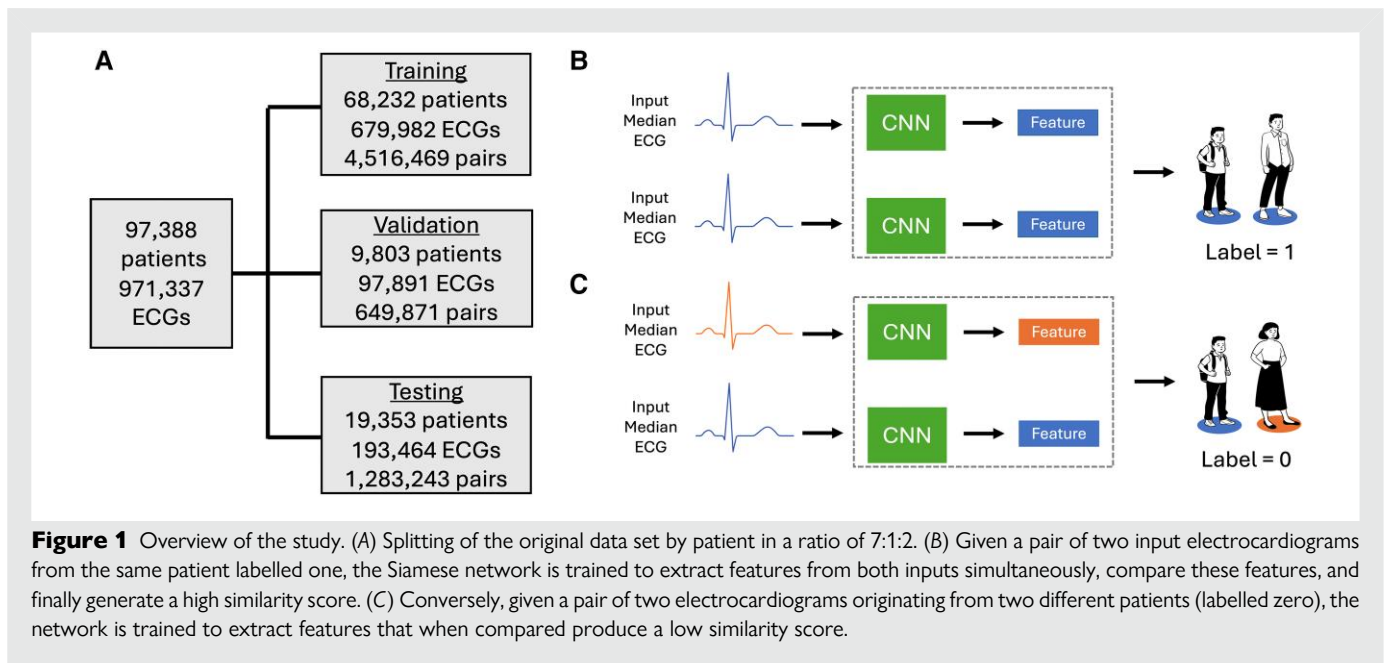 A
97,388
patients
971,337
ECGs
Training
68,232 patients
679,982 ECGs
4,516,469 pairs
Validation
9,803 patients
97,891 ECGs
649,871 pairs
Testing
19,353 patients
193,464 ECGs
1,283,243 pairs
B
Input
Median
ECG
CNN
Feature
Input
Median
ECG
CNN
Feature
Label = 1
C
Input
Median
ECG
CNN
Feature
Input
Median
ECG
CNN
Feature
Label = 0
Figure 1 Overview of the study. (A) Splitting of the original data set by patient in a ratio of 7:1:2. (B) Given a pair of two input electrocardiograms
from the same patient labelled one, the Siamese network is trained to extract features from both inputs simultaneously, compare these features, and
finally generate a high similarity score. (C) Conversely, given a pair of two electrocardiograms originating from two different patients (labelled zero), the
network is trained to extract features that when compared produce a low similarity score.